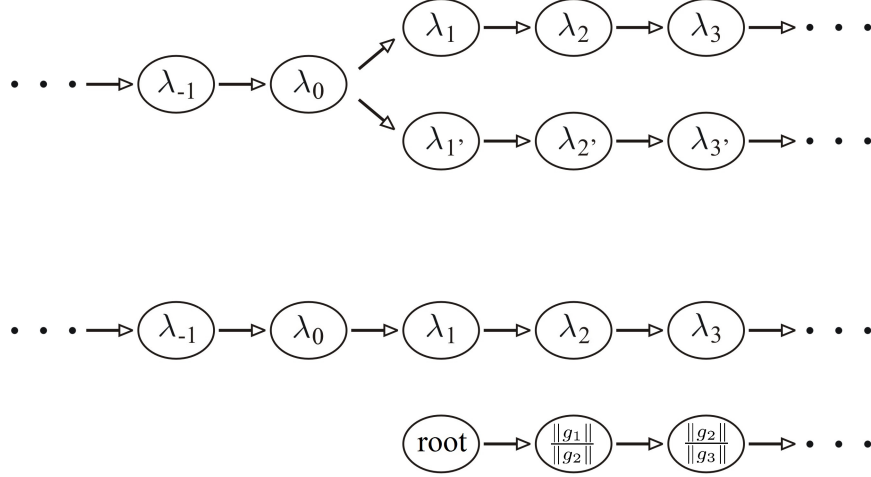 λ₁ λ₂ λ₃ · · ·
· · · λ₋₁ λ₀
λ₁’ λ₂’ λ₃’ · · ·
· · · λ₋₁ λ₀ λ₁ λ₂ λ₃ · · ·
root ‖g₁‖/‖g₂‖ ‖g₂‖/‖g₃‖ · · ·